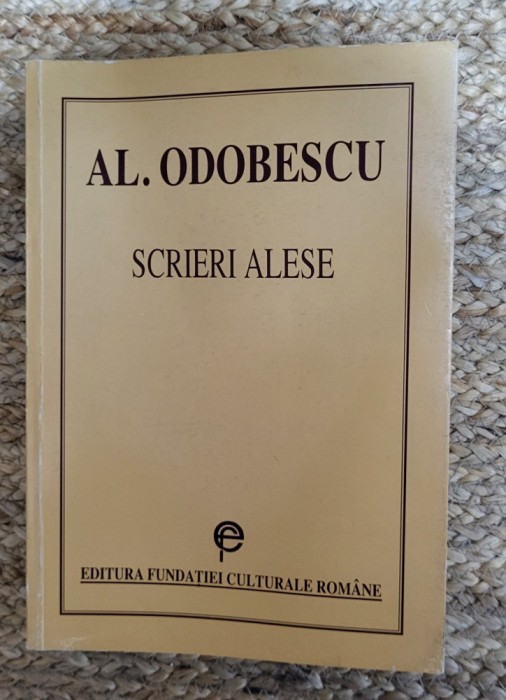 AL. ODOBESCU
SCRIERI ALESE
EDITURA FUNDAȚIEI CULTURALE ROMÂNE